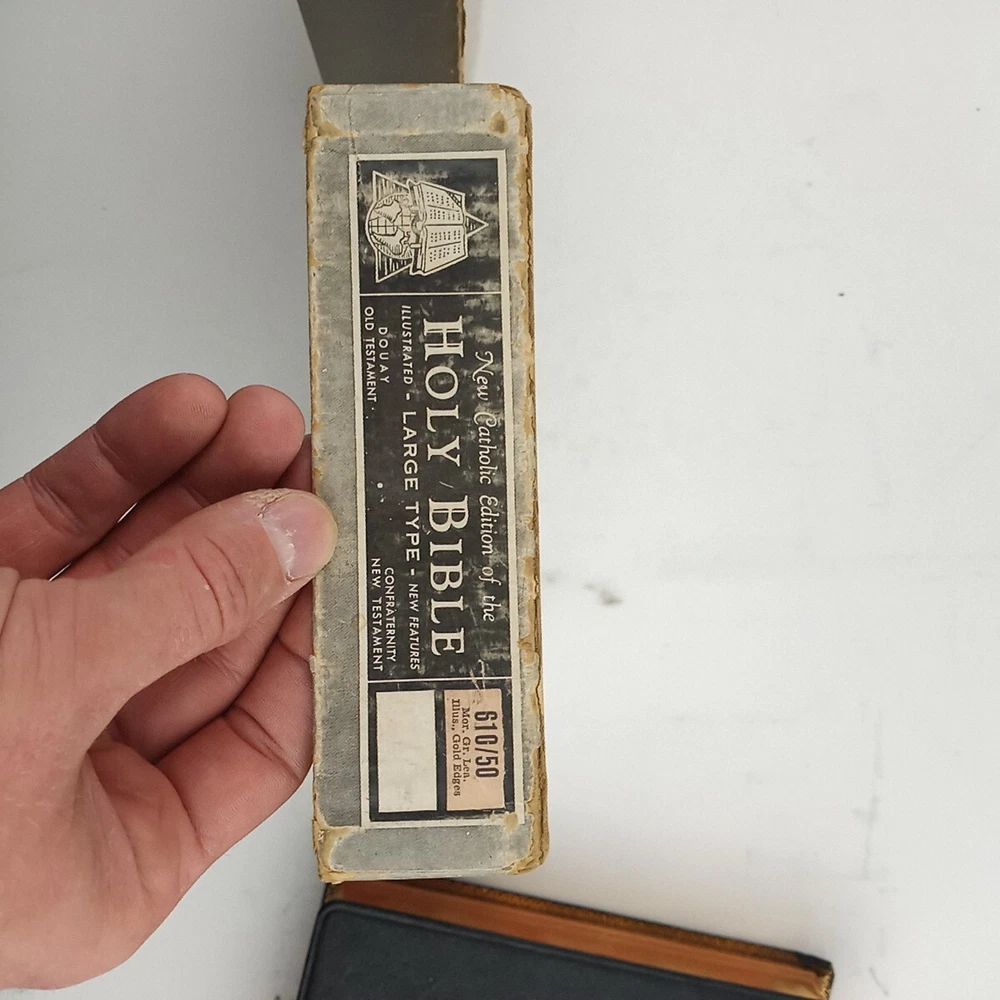 New Catholic Edition of the
HOLY BIBLE
ILLUSTRATED - LARGE TYPE - NEW FEATURES
DOUAY
OLD TESTAMENT
CONFRATERNITY
NEW TESTAMENT
61C/50
Mor. Gr. Lea.
Illus., Gold Edges